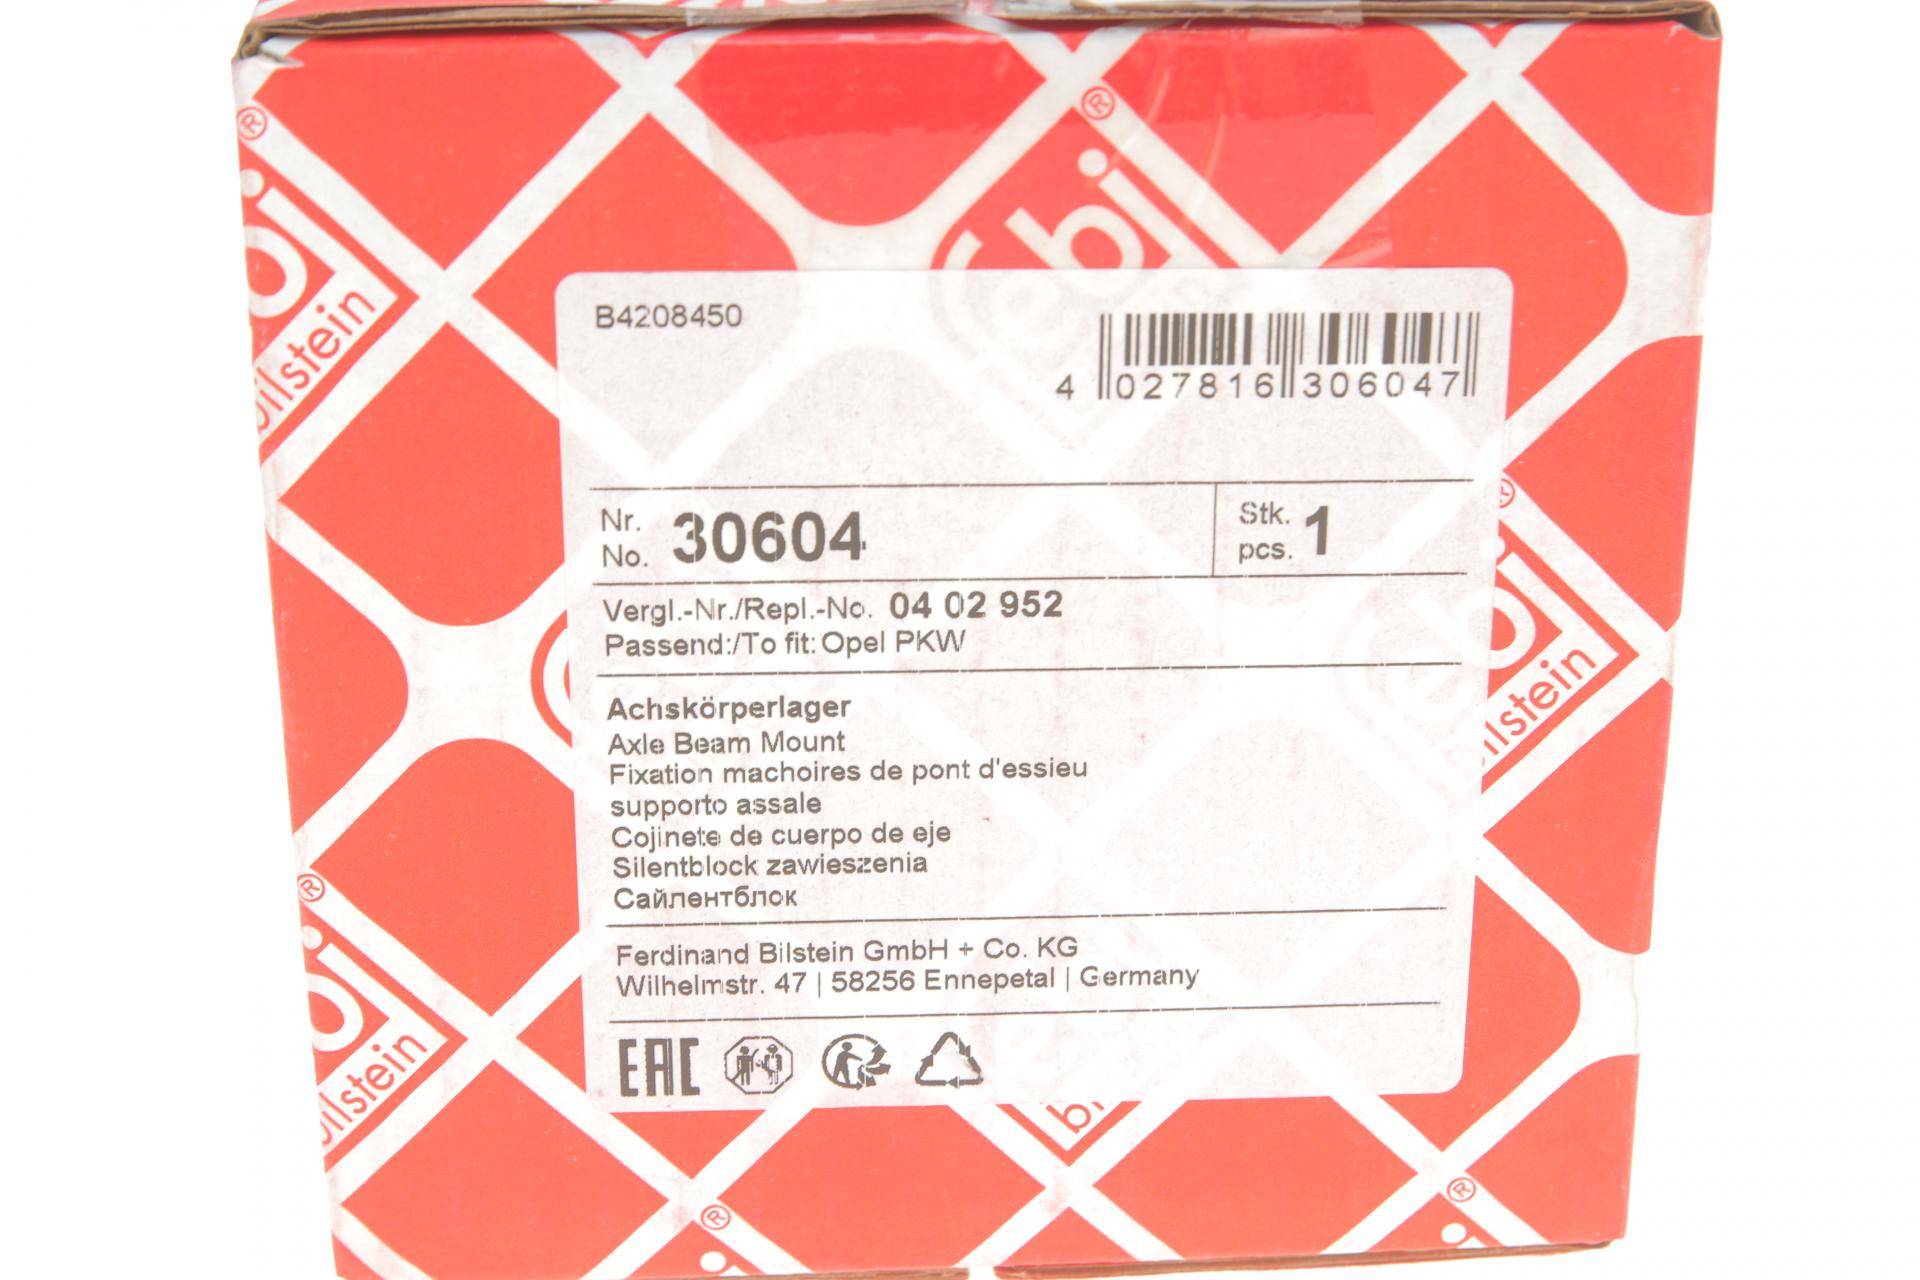 B4208450
4 027816 306047
Nr.
No. 30604
Stk.
pcs. 1
Vergl.-Nr./Repl.-No. 04 02 952
Passend:/To fit: Opel PKW
Achskörperlager
Axle Beam Mount
Fixation machoires de pont d'essieu
supporto assale
Cojinete de cuerpo de eje
Silentblock zawieszenia
Сайлентблок
Ferdinand Bilstein GmbH + Co. KG
Wilhelmstr. 47 | 58256 Ennepetal | Germany
EAC
bilstein
bilstein
bilstein